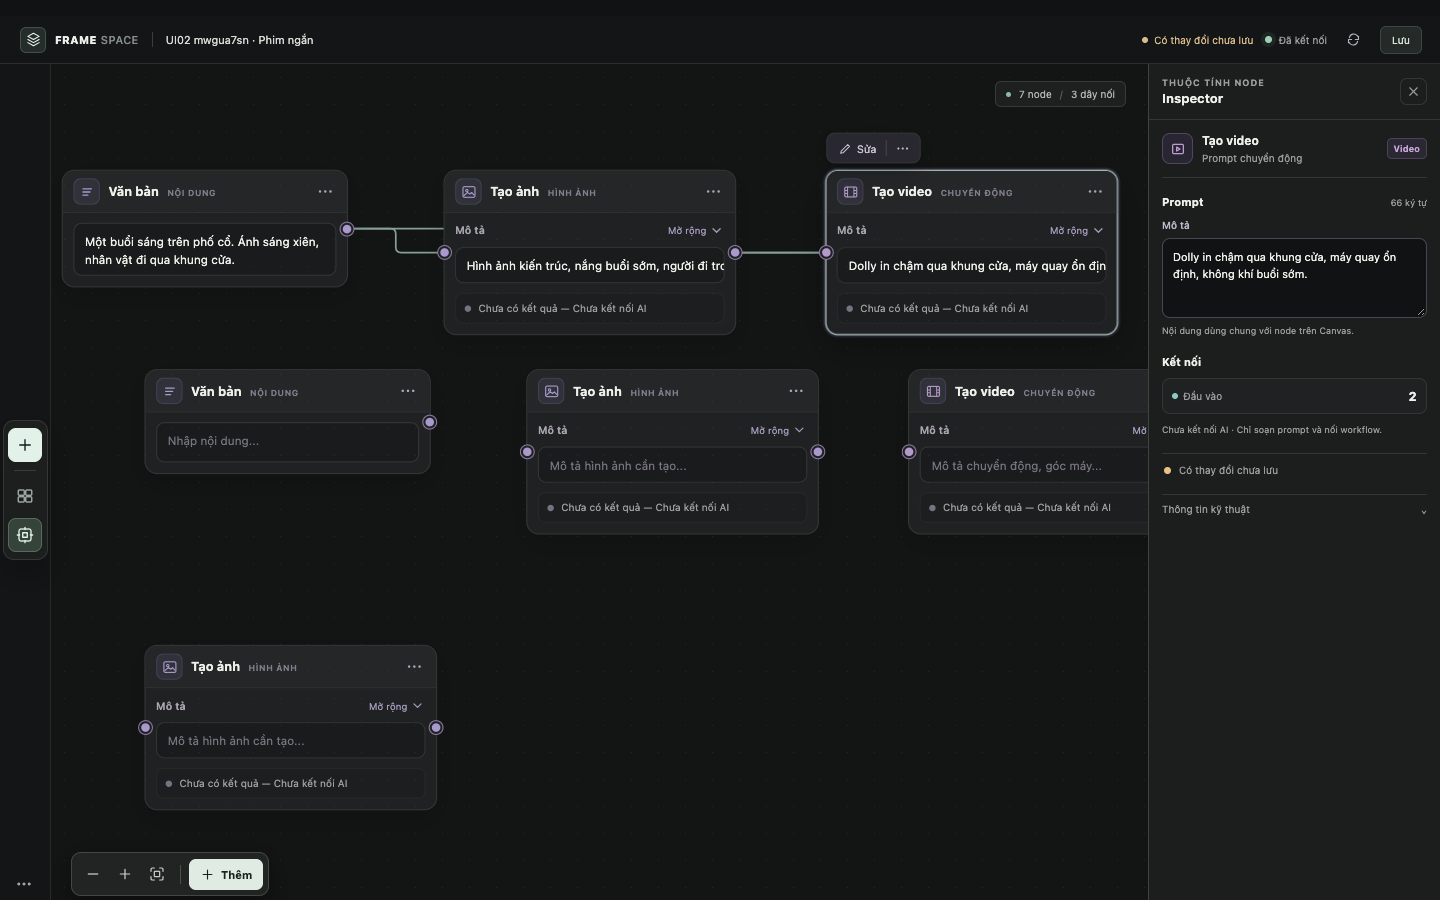 FRAME SPACE
UI02 mwgua7sn · Phim ngắn
Có thay đổi chưa lưu
Đã kết nối
Lưu
7 node / 3 dây nối
Sửa
Văn bản NỘI DUNG
Một buổi sáng trên phố cổ. Ánh sáng xiên,
nhân vật đi qua khung cửa.
Tạo ảnh HÌNH ẢNH
Mô tả
Mở rộng
Hình ảnh kiến trúc, nắng buổi sớm, người đi trc
Chưa có kết quả — Chưa kết nối AI
Tạo video CHUYỂN ĐỘNG
Mô tả
Mở rộng
Dolly in chậm qua khung cửa, máy quay ổn địn
Chưa có kết quả — Chưa kết nối AI
Văn bản NỘI DUNG
Nhập nội dung...
Tạo ảnh HÌNH ẢNH
Mô tả
Mở rộng
Mô tả hình ảnh cần tạo...
Chưa có kết quả — Chưa kết nối AI
Tạo video CHUYỂN ĐỘNG
Mô tả
Mở
Mô tả chuyển động, góc máy...
Chưa có kết quả — Chưa kết nối AI
Tạo ảnh HÌNH ẢNH
Mô tả
Mở rộng
Mô tả hình ảnh cần tạo...
Chưa có kết quả — Chưa kết nối AI
Thêm
THUỘC TÍNH NODE
Inspector
Tạo video
Prompt chuyển động
Video
Prompt
66 ký tự
Mô tả
Dolly in chậm qua khung cửa, máy quay ổn
định, không khí buổi sớm.
Nội dung dùng chung với node trên Canvas.
Kết nối
Đầu vào
2
Chưa kết nối AI · Chỉ soạn prompt và nối workflow.
Có thay đổi chưa lưu
Thông tin kỹ thuật